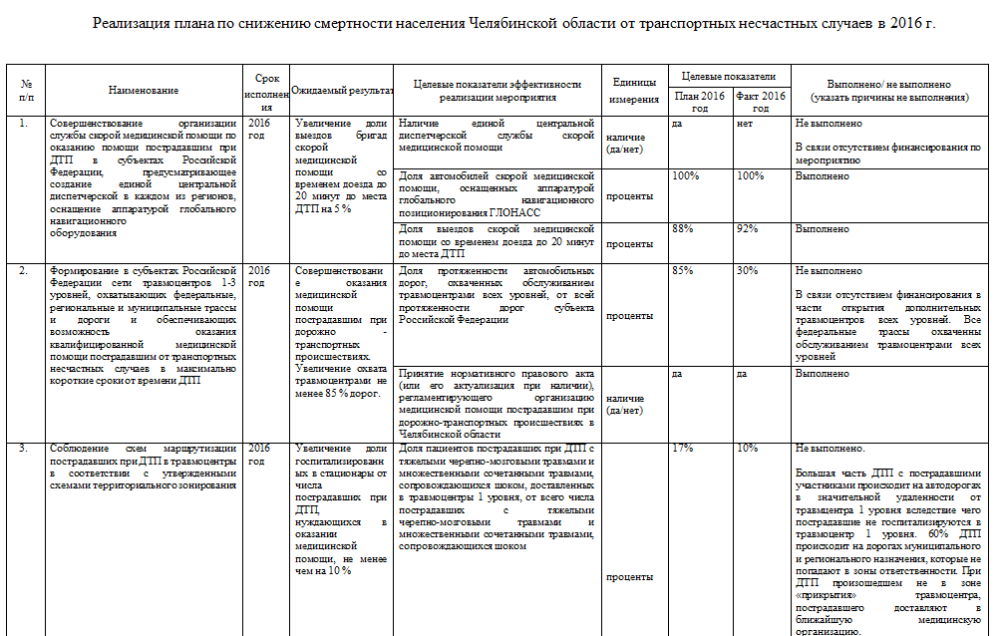 Реализация плана по снижению смертности населения Челябинской области от транспортных несчастных случаев в 2016 г.
№
п/п
Наименование
Срок
исполнен
ия
Ожидаемый результат
Целевые показатели эффективности
реализации мероприятия
Единицы
измерения
Целевые показатели
План 2016
год
Факт 2016
год
Выполнено/ не выполнено
(указать причины не выполнения)
1.
Совершенствование организации
службы скорой медицинской помощи по
оказанию помощи пострадавшим при
ДТП в субъектах Российской
Федерации, предусматривающее
создание единой центральной
диспетчерской в каждом из регионов,
оснащение аппаратурой глобального
навигационного
оборудования
2016
год
Увеличение доли
выездов бригад
скорой
медицинской
помощи со
временем доезда до
20 минут до места
ДТП на 5 %
Наличие единой центральной
диспетчерской службы скорой
медицинской помощи
наличие
(да/нет)
да
нет
Не выполнено
В связи отсутствием финансирования по
мероприятию
Доля автомобилей скорой медицинской
помощи, оснащенных аппаратурой
глобального навигационного
позиционирования ГЛОНАСС
проценты
100%
100%
Выполнено
Доля выездов скорой медицинской
помощи со временем доезда до 20 минут
до места ДТП
проценты
88%
92%
Выполнено
2.
Формирование в субъектах Российской
Федерации сети травмоцентров 1-3
уровней, охватывающих федеральные,
региональные и муниципальные трассы
и дороги и обеспечивающих
возможность оказания
квалифицированной медицинской
помощи пострадавшим от транспортных
несчастных случаев в максимально
короткие сроки от времени ДТП
2016
год
Совершенствовани
е оказания
медицинской
помощи
пострадавшим при
дорожно -
транспортных
происшествиях.
Увеличение охвата
травмоцентрами не
менее 85 % дорог.
Доля протяженности автомобильных
дорог, охваченных обслуживанием
травмоцентрами всех уровней, от всей
протяженности дорог субъекта
Российской Федерации
проценты
85%
30%
Не выполнено
В связи отсутствием финансирования в
части открытия дополнительных
травмоцентров всех уровней. Все
федеральные трассы охваченны
обслуживанием травмоцентрами всех
уровней
Принятие нормативного правового акта
(или его актуализация при наличии),
регламентирующего организацию
медицинской помощи пострадавшим при
дорожно-транспортных происшествиях в
Челябинской области
наличие
(да/нет)
да
да
Выполнено
3.
Соблюдение схем маршрутизации
пострадавших при ДТП в травмоцентры
в соответствии с утвержденными
схемами территориального зонирования
2016
год
Увеличение доли
госпитализированн
ых в стационары от
числа
пострадавших при
ДТП,
нуждающихся в
оказании
медицинской
помощи, не менее
чем на 10 %
Доля пациентов пострадавших при ДТП с
тяжелыми черепно-мозговыми травмами и
множественными сочетанными травмами,
сопровождающихся шоком, доставленных
в травмоцентры 1 уровня, от всего числа
пострадавших с тяжелыми
черепно-мозговыми травмами и
множественными сочетанными травмами,
сопровождающихся шоком
проценты
17%
10%
Не выполнено.
Большая часть ДТП с пострадавшими
участниками происходит на автодорогах
в значительной удаленности от
травмцентра 1 уровня вследствие чего
пострадавшие не госпитализируются в
травмоцентр 1 уровня. 60% ДТП
происходит на дорогах муниципального
и регионального назначения, которые не
попадают в зоны ответственности. При
ДТП произошедшем не в зоне
«прикрытия» травмоцентра,
пострадавшего доставляют в
ближайшую медицинскую
организацию.